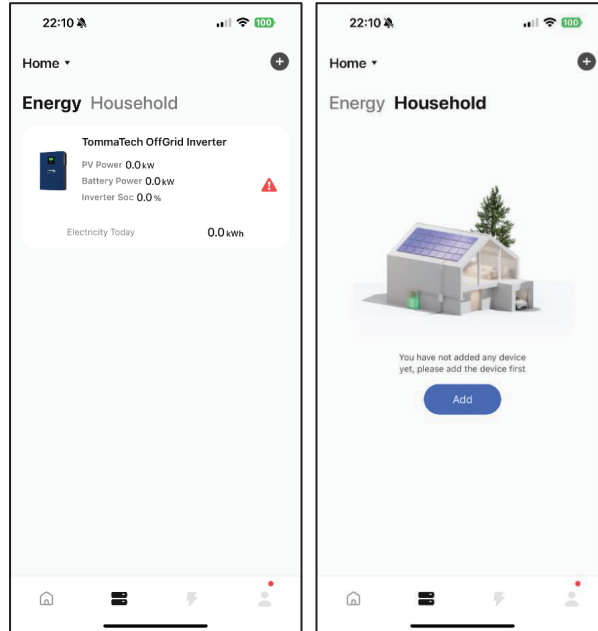 22:10
100
Home
Energy Household
TommaTech OffGrid Inverter
PV Power 0.0 kW
Battery Power 0.0 kW
Inverter Soc 0.0 %
Electricity Today 0.0 kWh
22:10
100
Home
Energy Household
You have not added any device
yet, please add the device first
Add